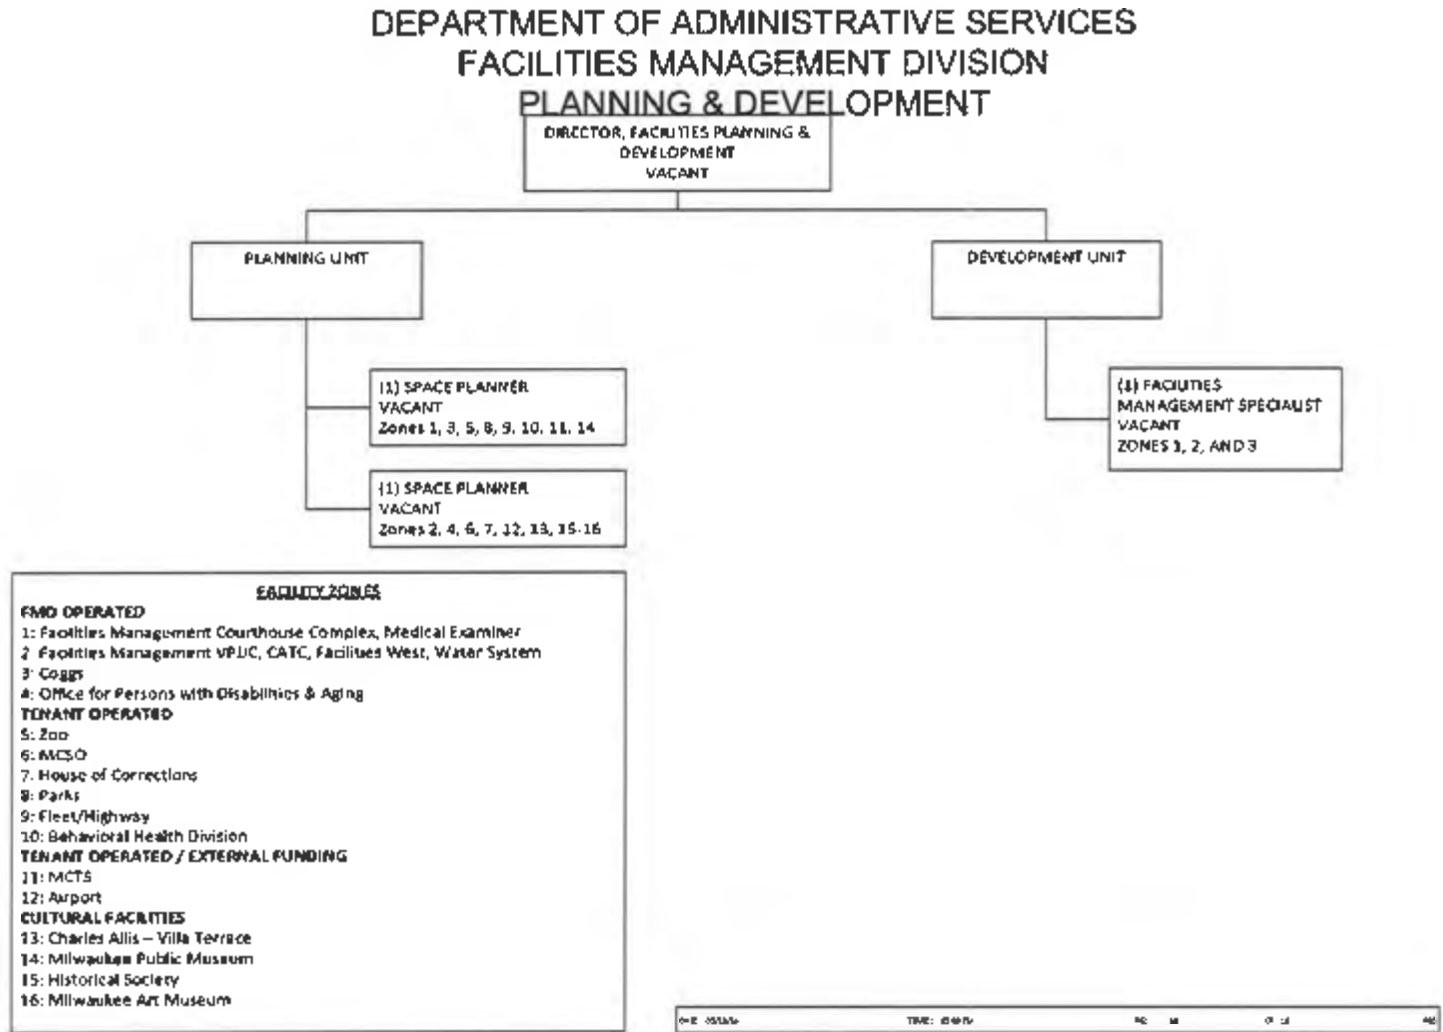 DEPARTMENT OF ADMINISTRATIVE SERVICES
FACILITIES MANAGEMENT DIVISION
PLANNING & DEVELOPMENT
DIRECTOR, FACILITIES PLANNING &
DEVELOPMENT
VACANT
PLANNING UNIT
DEVELOPMENT UNIT
(1) SPACE PLANNER
VACANT
Zones 1, 3, 5, 8, 9, 10, 11, 14
(1) FACILITIES
MANAGEMENT SPECIALIST
VACANT
ZONES 1, 2, AND 3
(1) SPACE PLANNER
VACANT
Zones 2, 4, 6, 7, 12, 13, 15-16
FACILITY ZONES
FMD OPERATED
1: Facilities Management Courthouse Complex, Medical Examiner
2 Facilities Management VPJJC, CATC, Facilities West, Water System
3: Coggs
4: Office for Persons with Disabilities & Aging
TENANT OPERATED
5: Zoo
6: MCSO
7: House of Corrections
8: Parks
9: Fleet/Highway
10: Behavioral Health Division
TENANT OPERATED / EXTERNAL FUNDING
11: MCTS
12: Airport
CULTURAL FACILITIES
13: Charles Allis – Villa Terrace
14: Milwaukee Public Museum
15: Historical Society
16: Milwaukee Art Museum
TIME: